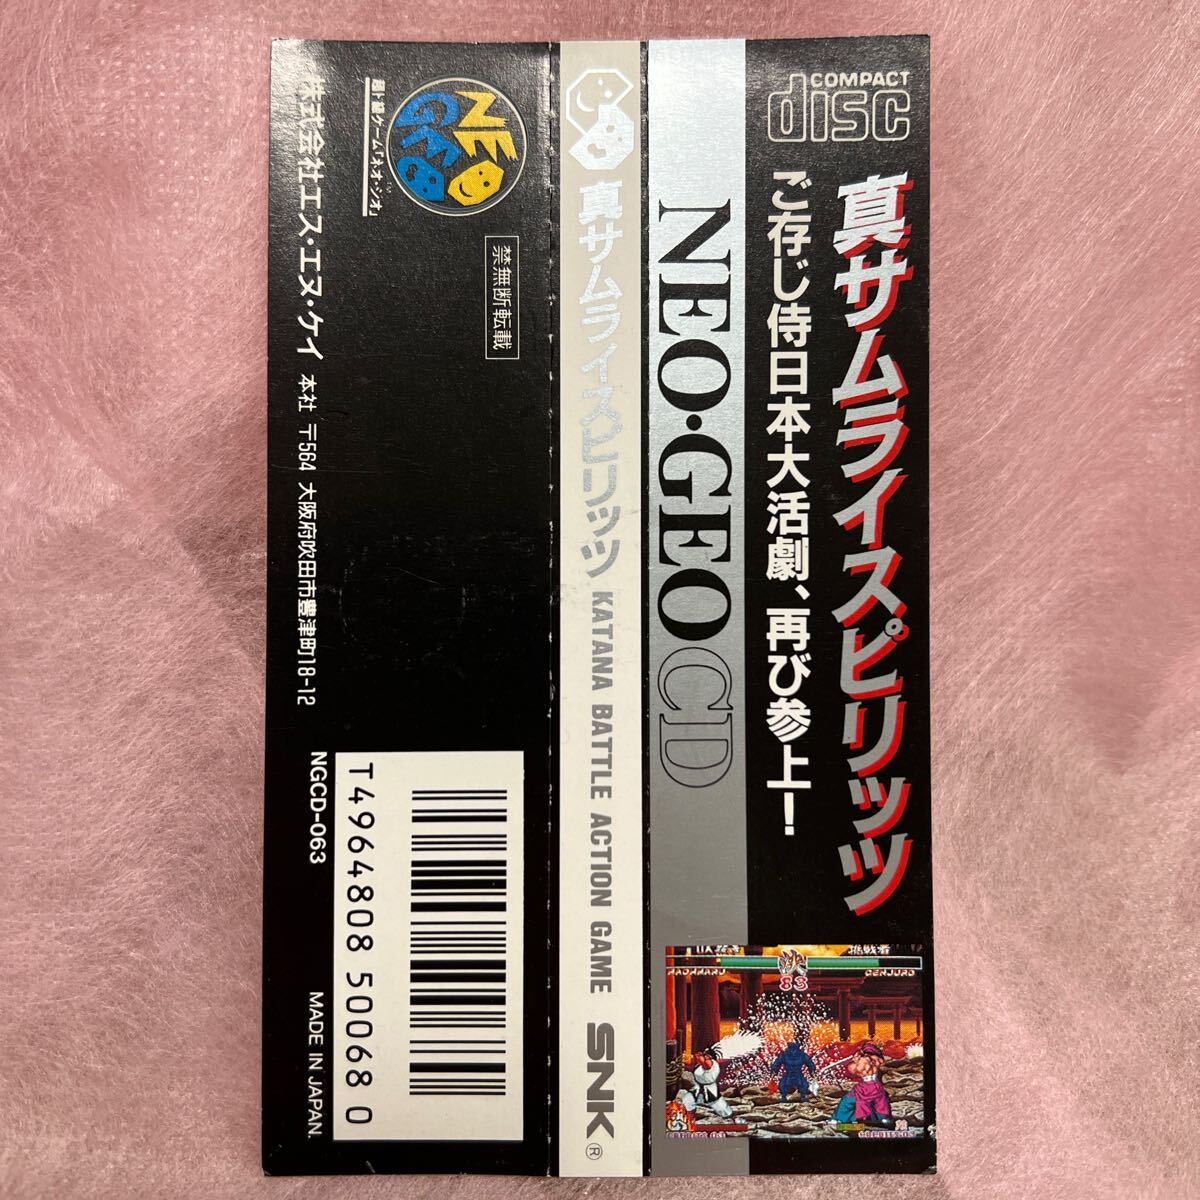 COMPACT
disc
真サムライスピリッツ
ご存じ侍日本大活劇、再び参上!
NEO・GEO CD
HAOHMARU
GENJURO
83
真サムライスピリッツ KATANA BATTLE ACTION GAME SNK®
NEO
GEO
禁無断転載
株式会社エス・エヌ・ケイ 本社 〒564 大阪府吹田市豊津町18-12
NGCD-063
MADE IN JAPAN.
T4964808 50068 0